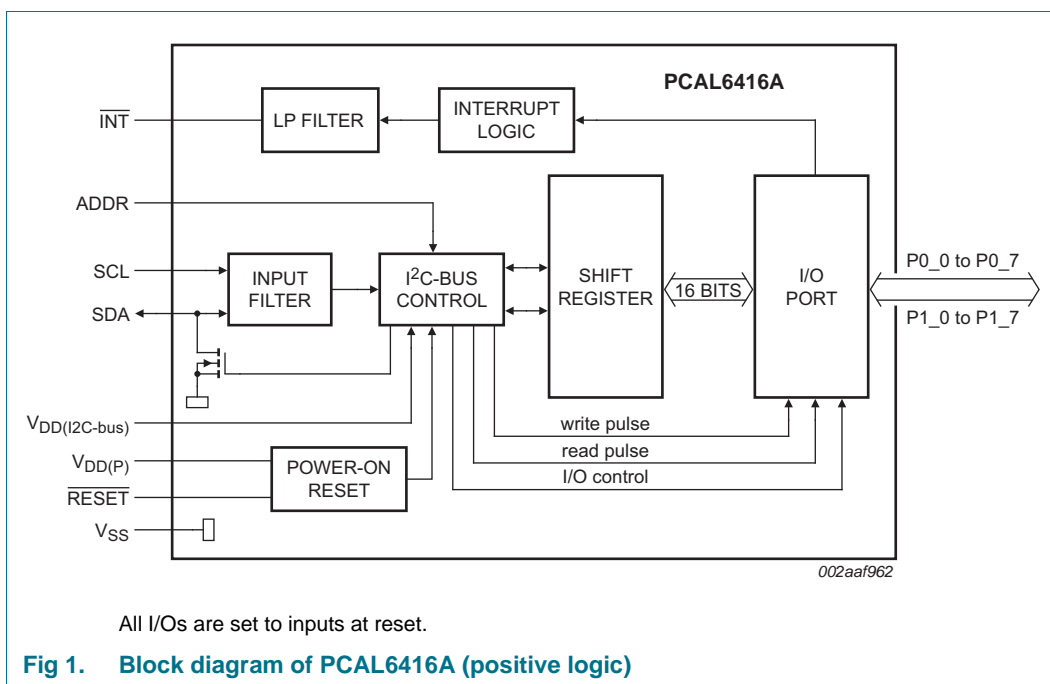 PCAL6416A
INT
LP FILTER
INTERRUPT
LOGIC
ADDR
SCL
SDA
INPUT
FILTER
I2C-BUS
CONTROL
SHIFT
REGISTER
16 BITS
I/O
PORT
P0_0 to P0_7
P1_0 to P1_7
VDD(I2C-bus)
VDD(P)
RESET
VSS
POWER-ON
RESET
write pulse
read pulse
I/O control
002aaf962
All I/Os are set to inputs at reset.
Fig 1. Block diagram of PCAL6416A (positive logic)